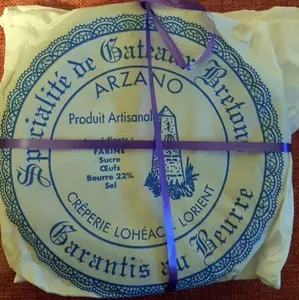 Spécialité de Gateaux Bretons
ARZANO
Produit Artisanal
FARINE
Sucre
Œufs
Beurre 22%
Sel
CRÊPERIE LOHÉAC LORIENT
Garantis au Beurre